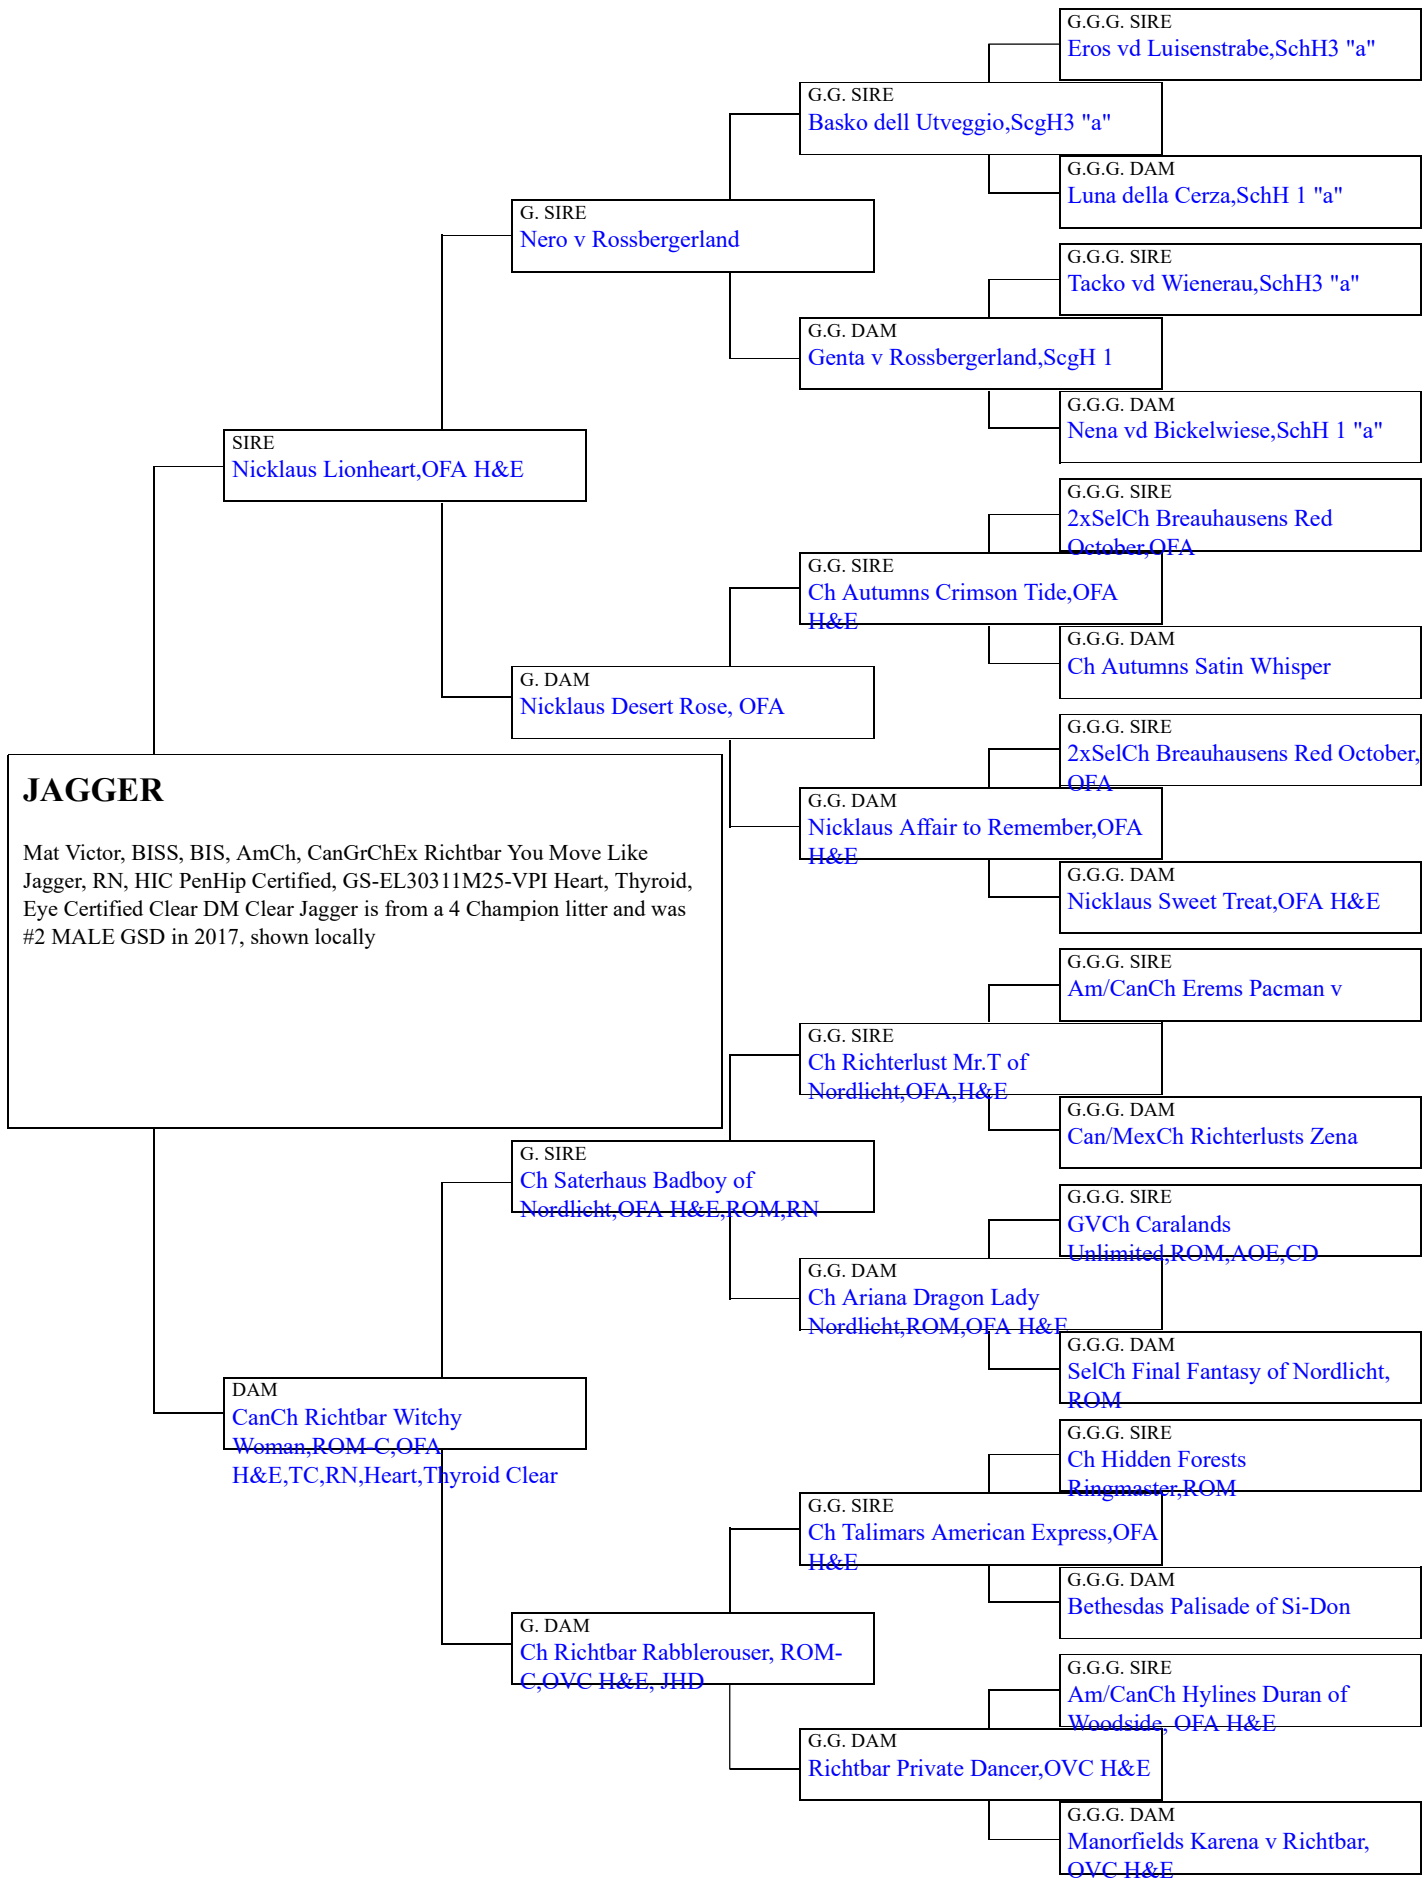 G.G.G. SIRE
Eros vd Luisenstrabe,SchH3 "a"
G.G. SIRE
Basko dell Utveggio,ScgH3 "a"
G.G.G. DAM
Luna della Cerza,SchH 1 "a"
G. SIRE
Nero v Rossbergerland
G.G.G. SIRE
Tacko vd Wienerau,SchH3 "a"
G.G. DAM
Genta v Rossbergerland,ScgH 1
G.G.G. DAM
Nena vd Bickelwiese,SchH 1 "a"
SIRE
Nicklaus Lionheart,OFA H&E
G.G.G. SIRE
2xSelCh Breauhausens Red
October,OFA
G.G. SIRE
Ch Autumns Crimson Tide,OFA
H&E
G.G.G. DAM
Ch Autumns Satin Whisper
G. DAM
Nicklaus Desert Rose, OFA
G.G.G. SIRE
2xSelCh Breauhausens Red October,
OFA
G.G. DAM
Nicklaus Affair to Remember,OFA
H&E
G.G.G. DAM
Nicklaus Sweet Treat,OFA H&E
JAGGER
Mat Victor, BISS, BIS, AmCh, CanGrChEx Richtbar You Move Like
Jagger, RN, HIC PenHip Certified, GS-EL30311M25-VPI Heart, Thyroid,
Eye Certified Clear DM Clear Jagger is from a 4 Champion litter and was
#2 MALE GSD in 2017, shown locally
G.G.G. SIRE
Am/CanCh Erems Pacman v
G.G. SIRE
Ch Richterlust Mr.T of
Nordlicht,OFA,H&E
G.G.G. DAM
Can/MexCh Richterlusts Zena
G. SIRE
Ch Saterhaus Badboy of
Nordlicht,OFA H&E,ROM,RN
G.G.G. SIRE
GVCh Caralands
Unlimited,ROM,AOE,CD
G.G. DAM
Ch Ariana Dragon Lady
Nordlicht,ROM,OFA H&E
G.G.G. DAM
SelCh Final Fantasy of Nordlicht,
ROM
DAM
CanCh Richtbar Witchy
Woman,ROM-C,OFA
H&E,TC,RN,Heart,Thyroid Clear
G.G.G. SIRE
Ch Hidden Forests
Ringmaster,ROM
G.G. SIRE
Ch Talimars American Express,OFA
H&E
G.G.G. DAM
Bethesdas Palisade of Si-Don
G. DAM
Ch Richtbar Rabblerouser, ROM-
C,OVC H&E, JHD
G.G.G. SIRE
Am/CanCh Hylines Duran of
Woodside, OFA H&E
G.G. DAM
Richtbar Private Dancer,OVC H&E
G.G.G. DAM
Manorfields Karena v Richtbar,
OVC H&E